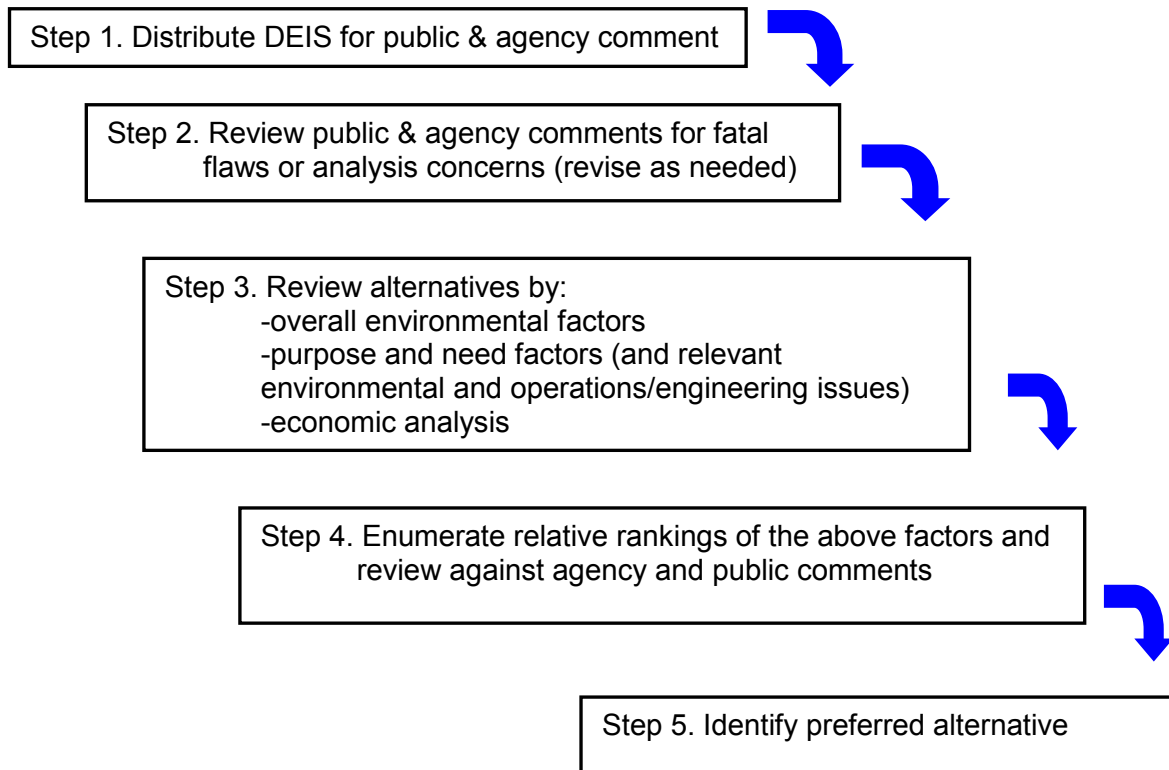 Step 1. Distribute DEIS for public & agency comment
Step 2. Review public & agency comments for fatal
flaws or analysis concerns (revise as needed)
Step 3. Review alternatives by:
-overall environmental factors
-purpose and need factors (and relevant
environmental and operations/engineering issues)
-economic analysis
Step 4. Enumerate relative rankings of the above factors and
review against agency and public comments
Step 5. Identify preferred alternative